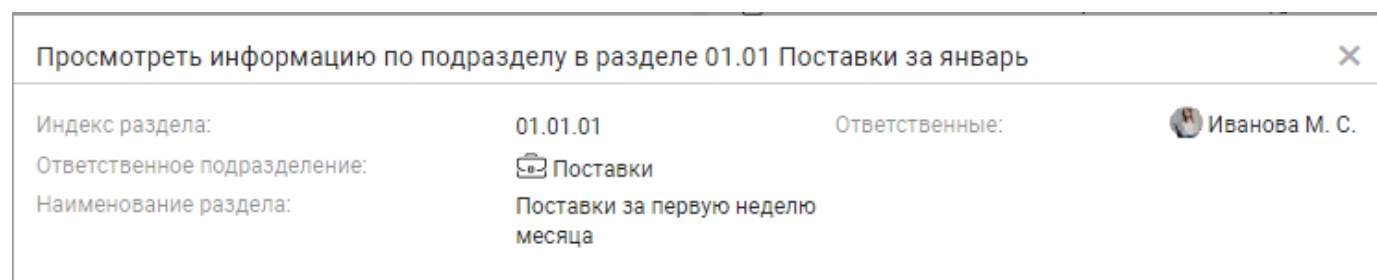 Просмотреть информацию по подразделу в разделе 01.01 Поставки за январь
Индекс раздела: 01.01.01 Ответственные: Иванова М. С.
Ответственное подразделение: Поставки
Наименование раздела: Поставки за первую неделю
месяца